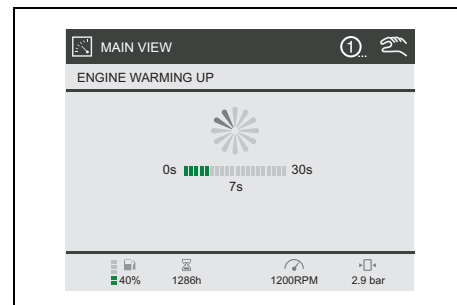 MAIN VIEW 1...
ENGINE WARMING UP
0s 30s
7s
40% 1286h 1200RPM 2.9 bar